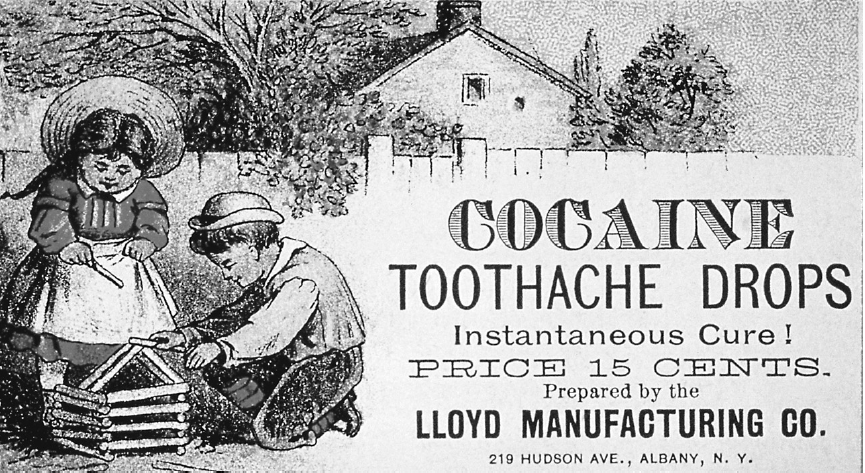 COCAINE
TOOTHACHE DROPS
Instantaneous Cure!
PRICE 15 CENTS.
Prepared by the
LLOYD MANUFACTURING CO.
219 HUDSON AVE., ALBANY, N. Y.